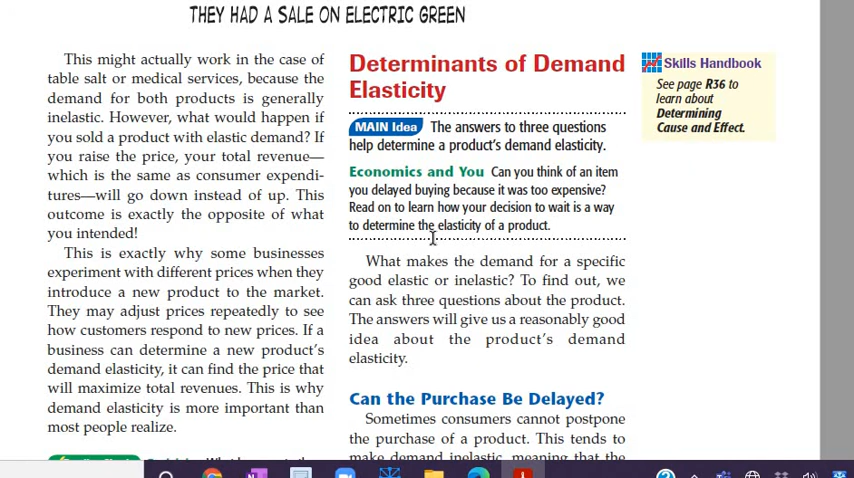 THEY HAD A SALE ON ELECTRIC GREEN
This might actually work in the case of
table salt or medical services, because the
demand for both products is generally
inelastic. However, what would happen if
you sold a product with elastic demand? If
you raise the price, your total revenue—
which is the same as consumer expendi-
tures—will go down instead of up. This
outcome is exactly the opposite of what
you intended!
This is exactly why some businesses
experiment with different prices when they
introduce a new product to the market.
They may adjust prices repeatedly to see
how customers respond to new prices. If a
business can determine a new product's
demand elasticity, it can find the price that
will maximize total revenues. This is why
demand elasticity is more important than
most people realize.
Determinants of Demand
Elasticity
MAIN Idea The answers to three questions
help determine a product's demand elasticity.
Economics and You Can you think of an item
you delayed buying because it was too expensive?
Read on to learn how your decision to wait is a way
to determine the elasticity of a product.
What makes the demand for a specific
good elastic or inelastic? To find out, we
can ask three questions about the product.
The answers will give us a reasonably good
idea about the product's demand
elasticity.
Can the Purchase Be Delayed?
Sometimes consumers cannot postpone
the purchase of a product. This tends to
make demand inelastic, meaning that the
Skills Handbook
See page R36 to
learn about
Determining
Cause and Effect.